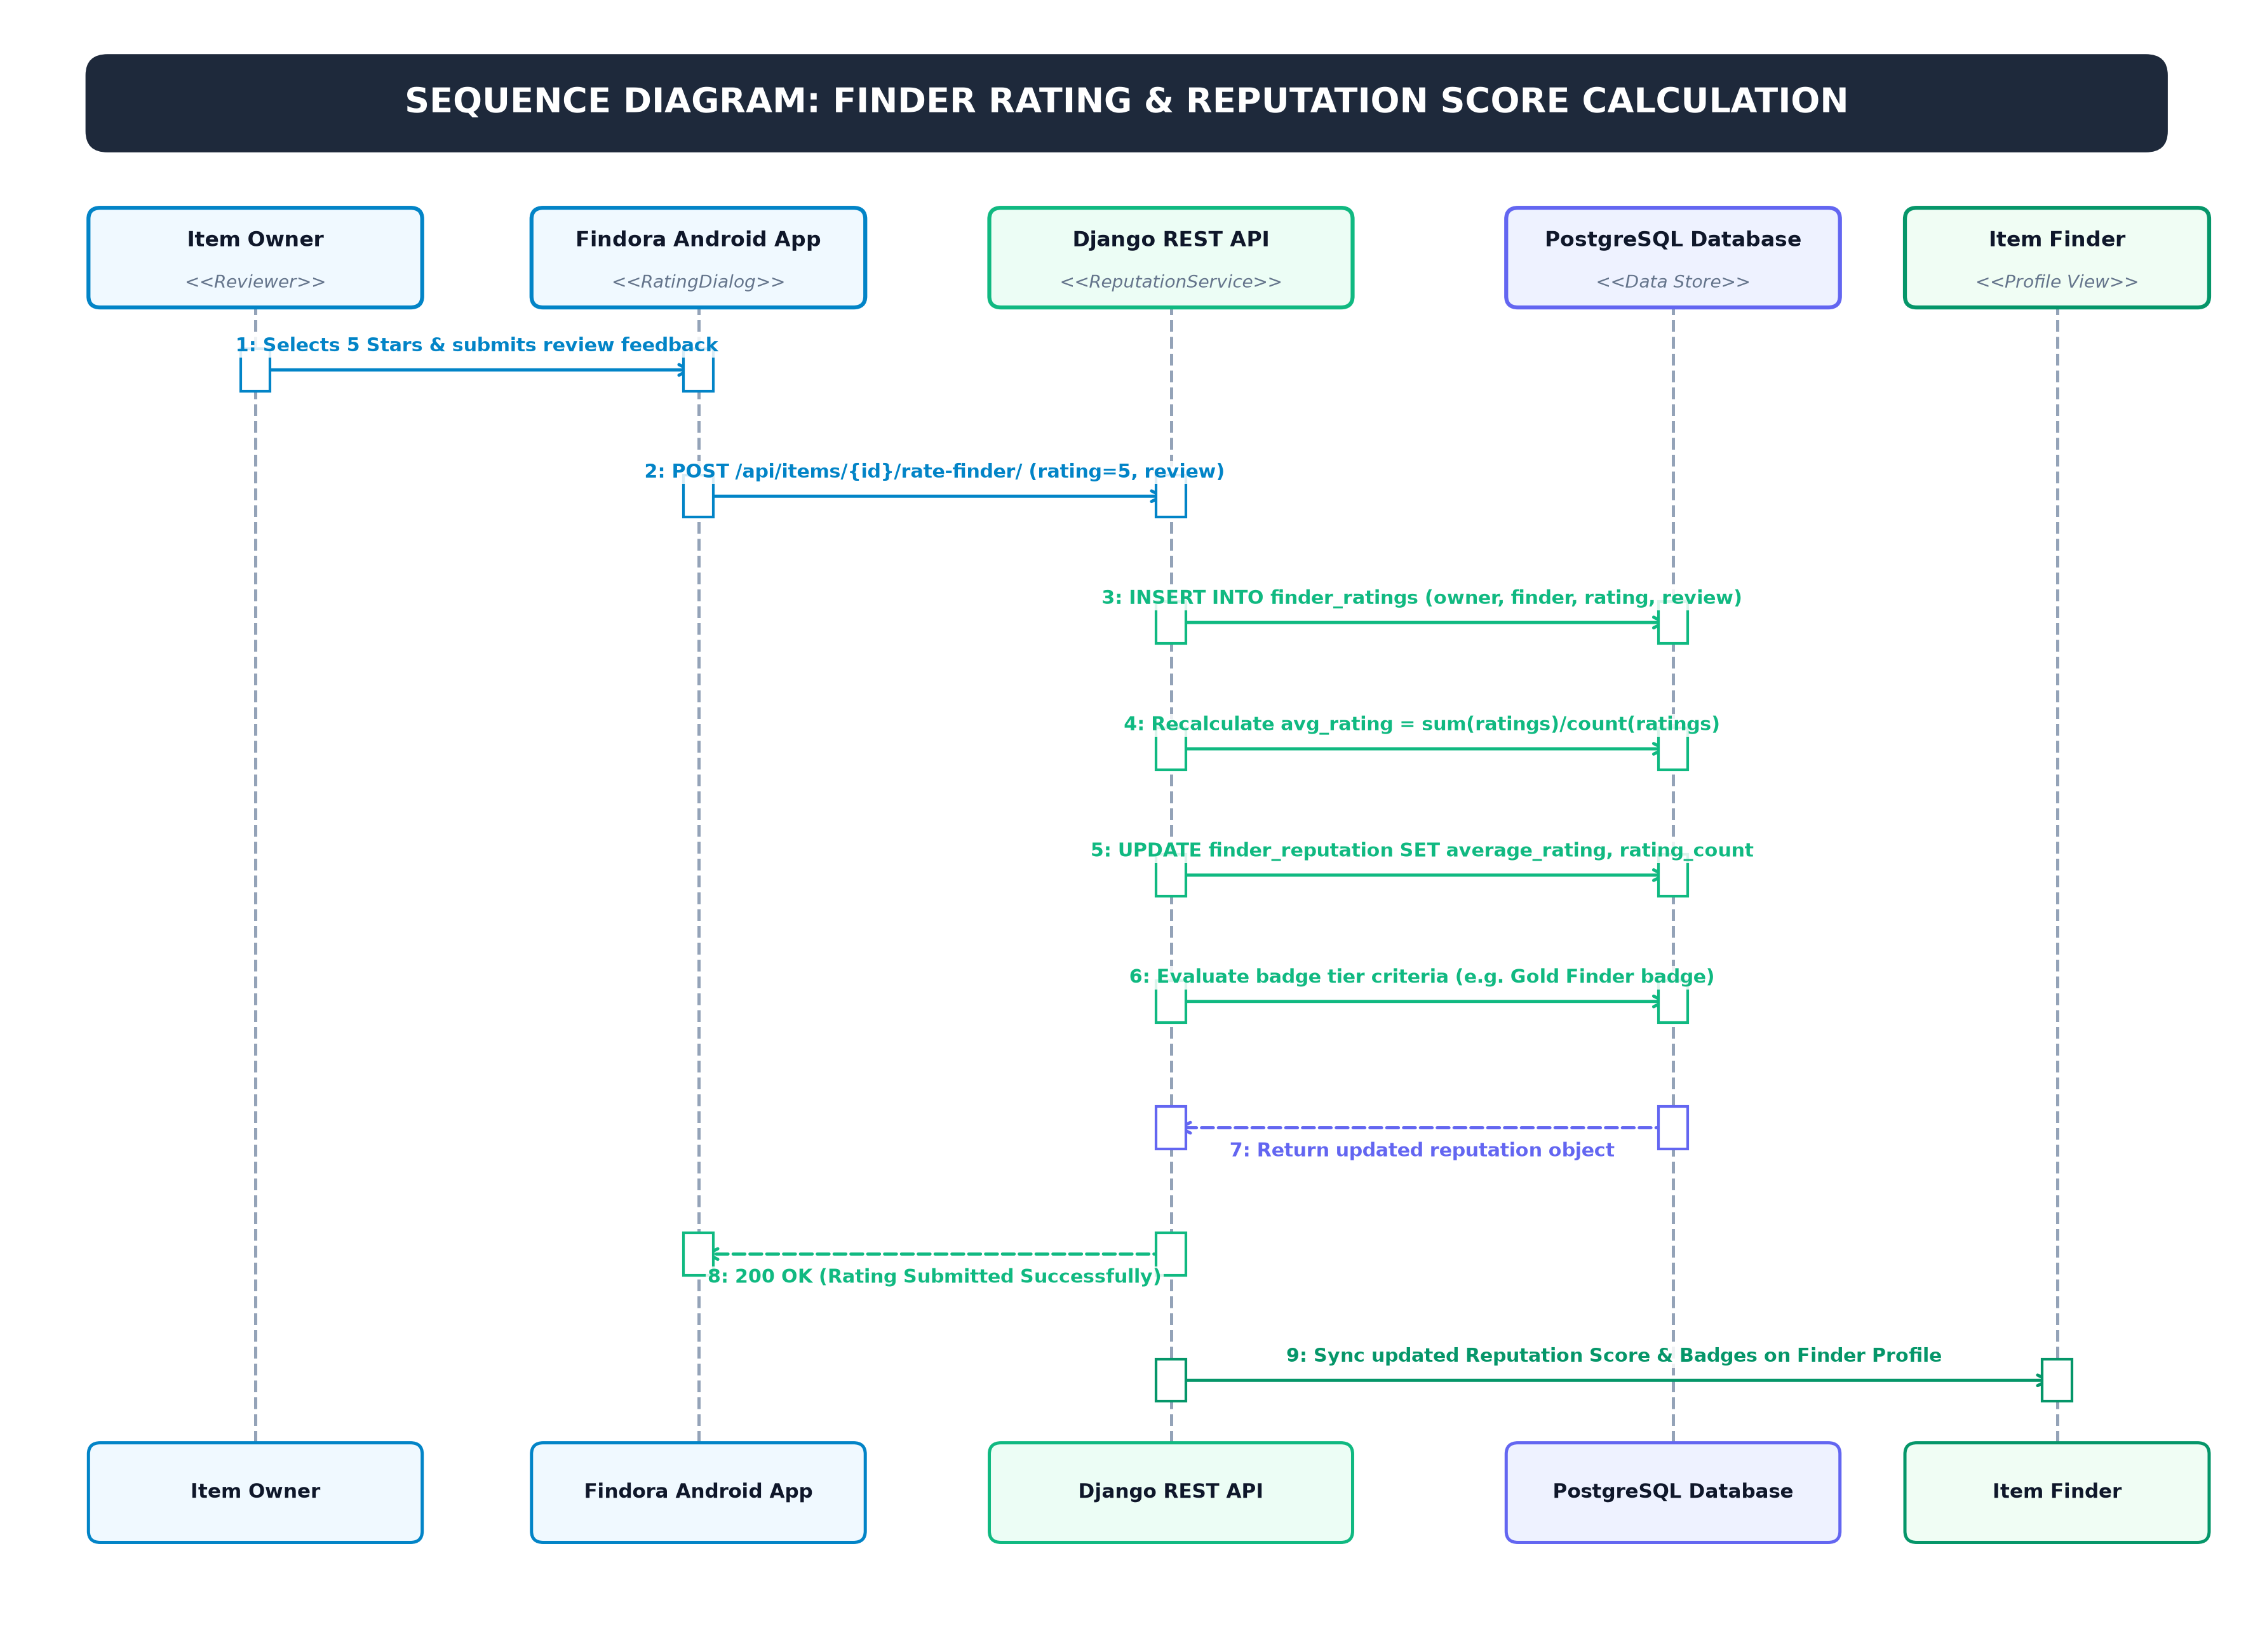 SEQUENCE DIAGRAM: FINDER RATING & REPUTATION SCORE CALCULATION
Item Owner
<<Reviewer>>
Findora Android App
<<RatingDialog>>
Django REST API
<<ReputationService>>
PostgreSQL Database
<<Data Store>>
Item Finder
<<Profile View>>
1: Selects 5 Stars & submits review feedback
2: POST /api/items/{id}/rate-finder/ (rating=5, review)
3: INSERT INTO finder_ratings (owner, finder, rating, review)
4: Recalculate avg_rating = sum(ratings)/count(ratings)
5: UPDATE finder_reputation SET average_rating, rating_count
6: Evaluate badge tier criteria (e.g. Gold Finder badge)
7: Return updated reputation object
8: 200 OK (Rating Submitted Successfully)
9: Sync updated Reputation Score & Badges on Finder Profile
Item Owner
Findora Android App
Django REST API
PostgreSQL Database
Item Finder